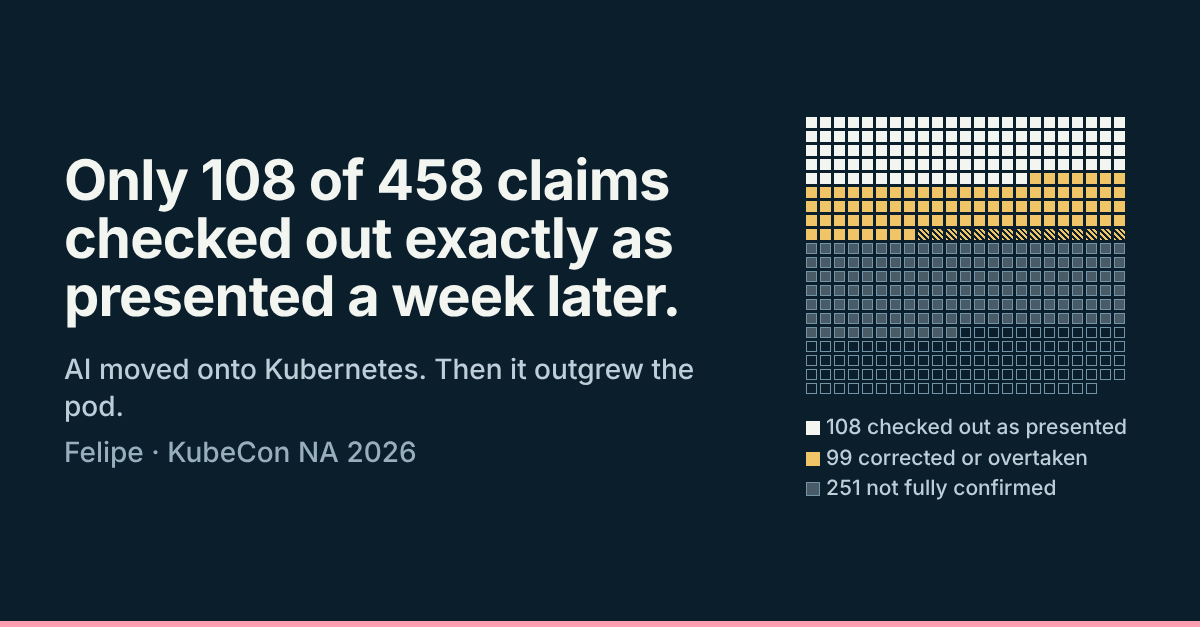 Only 108 of 458 claims
checked out exactly as
presented a week later.
AI moved onto Kubernetes. Then it outgrew the
pod.
Felipe · KubeCon NA 2026
108 checked out as presented
99 corrected or overtaken
251 not fully confirmed